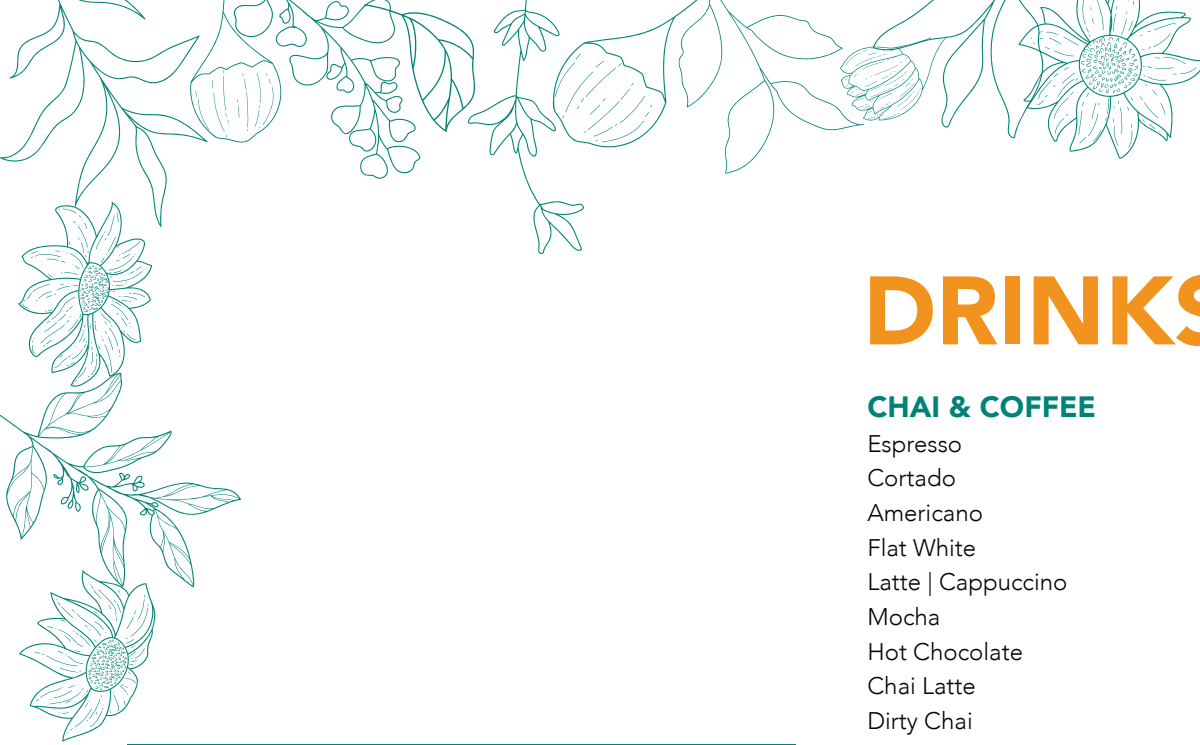 DRINKS
CHAI & COFFEE
Espresso
Cortado
Americano
Flat White
Latte | Cappuccino
Mocha
Hot Chocolate
Chai Latte
Dirty Chai